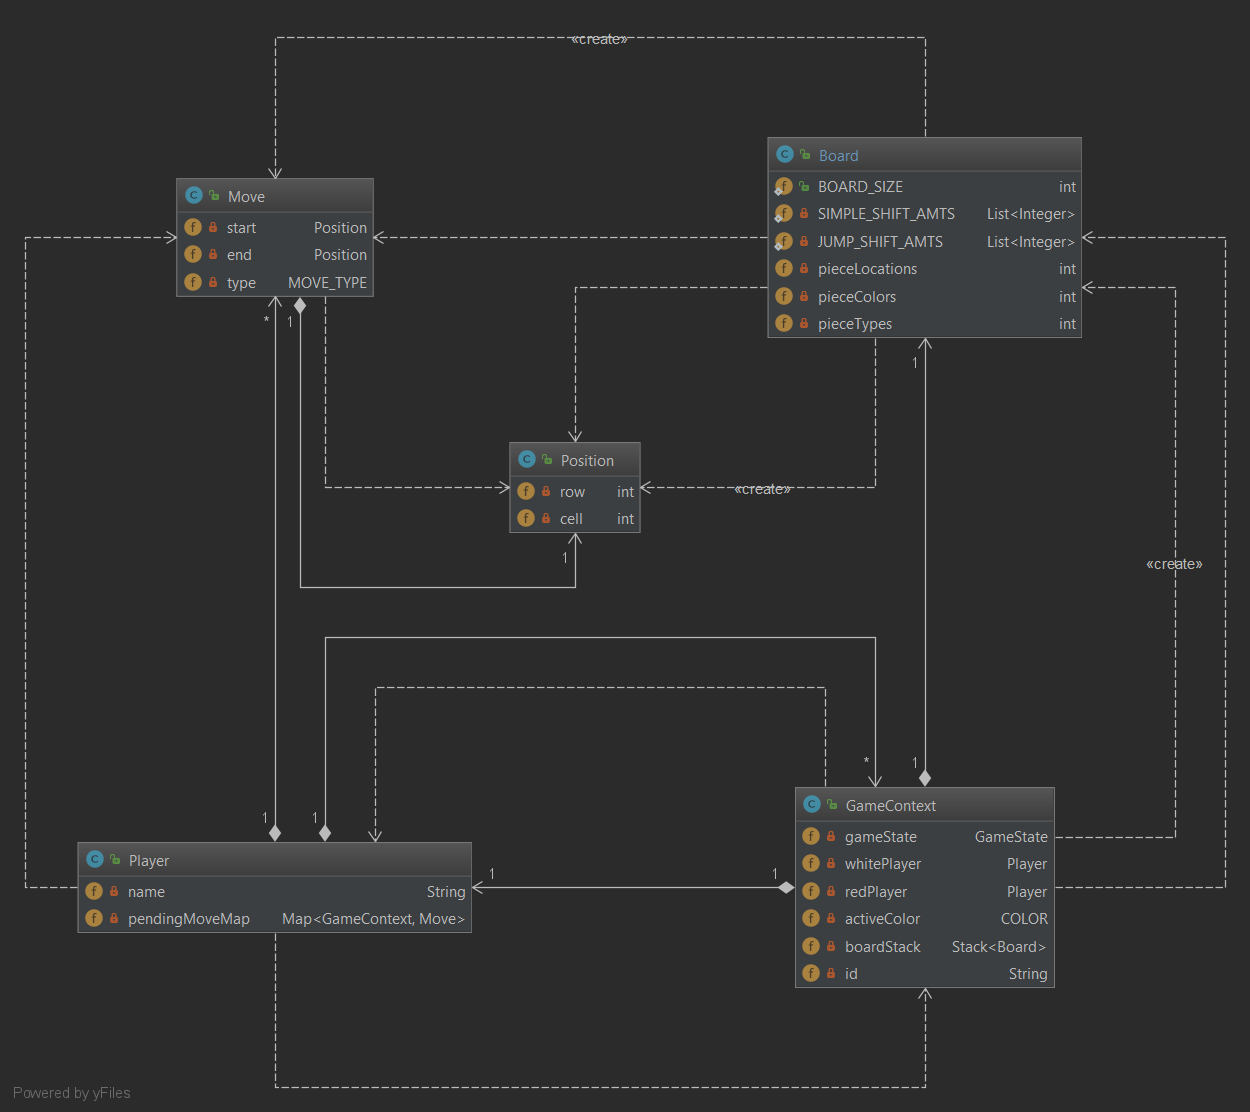 «create»
Board
BOARD_SIZE int
SIMPLE_SHIFT_AMTS List<Integer>
JUMP_SHIFT_AMTS List<Integer>
pieceLocations int
pieceColors int
pieceTypes int
Move
start Position
end Position
type MOVE_TYPE
* 1
1
Position
row int
cell int
«create»
1
«create»
* 1
1 1
GameContext
gameState GameState
whitePlayer Player
redPlayer Player
activeColor COLOR
boardStack Stack<Board>
id String
Player
name String
pendingMoveMap Map<GameContext, Move>
1 1
Powered by yFiles